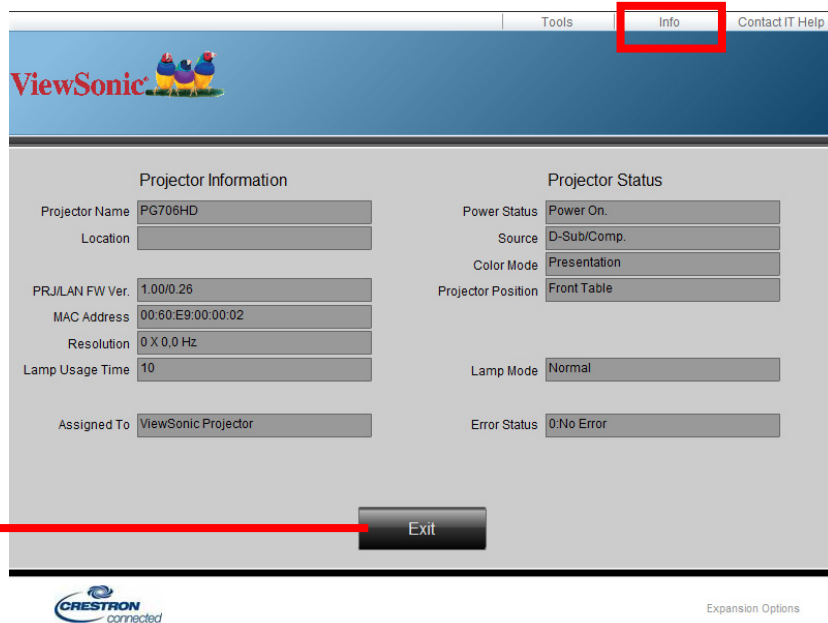 Tools Info Contact IT Help
ViewSonic
Projector Information
Projector Name PG706HD
Location
PRJ/LAN FW Ver. 1.00/0.26
MAC Address 00:60:E9:00:00:02
Resolution 0 X 0,0 Hz
Lamp Usage Time 10
Assigned To ViewSonic Projector
Projector Status
Power Status Power On.
Source D-Sub/Comp.
Color Mode Presentation
Projector Position Front Table
Lamp Mode Normal
Error Status 0:No Error
Exit
CRESTRON
connected
Expansion Options